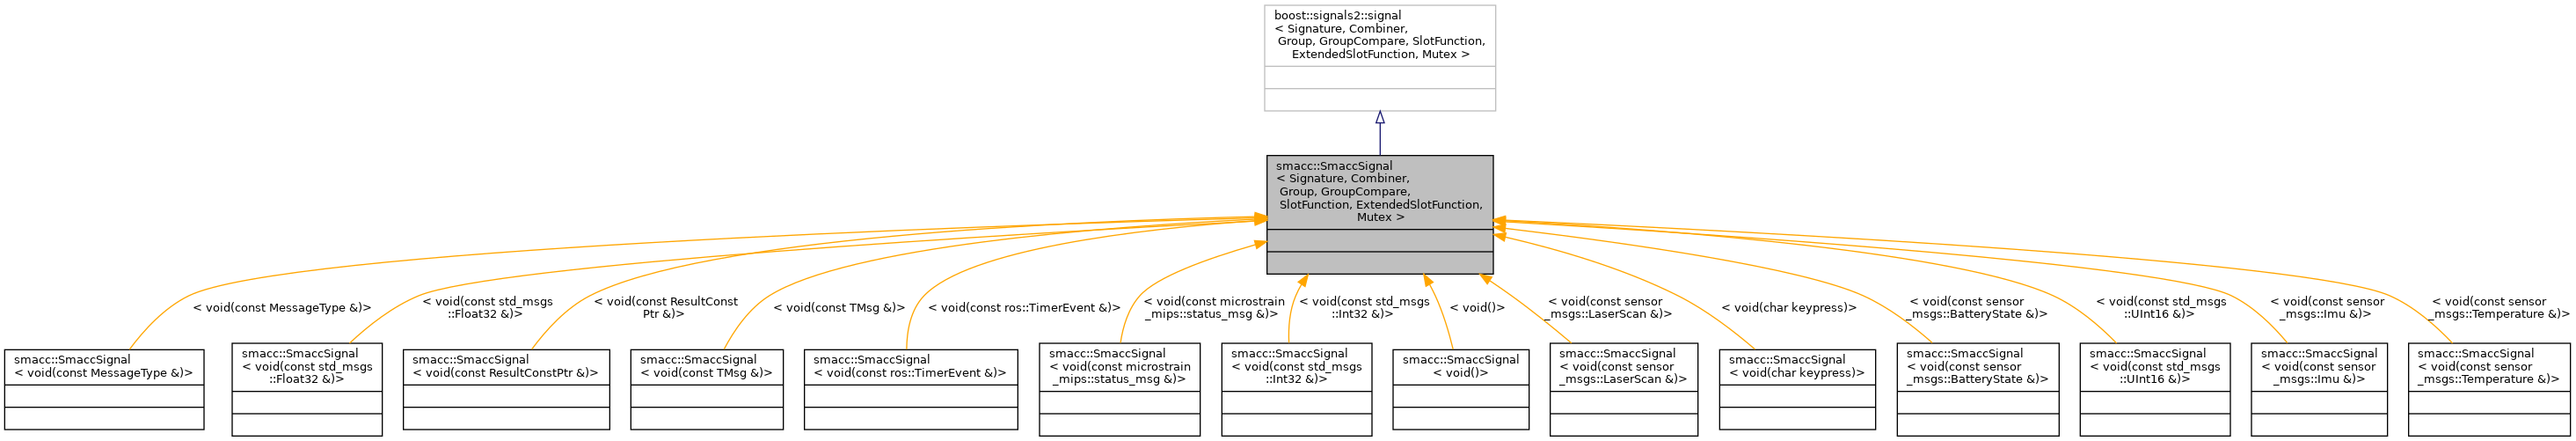 boost::signals2::signal
< Signature, Combiner,
Group, GroupCompare, SlotFunction,
ExtendedSlotFunction, Mutex >
smacc::SmaccSignal
< Signature, Combiner,
Group, GroupCompare,
SlotFunction, ExtendedSlotFunction,
Mutex >
< void(const MessageType &)>
< void(const std_msgs
::Float32 &)>
< void(const ResultConst
Ptr &)>
< void(const TMsg &)>
< void(const ros::TimerEvent &)>
< void(const microstrain
_mips::status_msg &)>
< void(const std_msgs
::Int32 &)>
< void()>
< void(const sensor
_msgs::LaserScan &)>
< void(char keypress)>
< void(const sensor
_msgs::BatteryState &)>
< void(const std_msgs
::UInt16 &)>
< void(const sensor
_msgs::Imu &)>
< void(const sensor
_msgs::Temperature &)>
smacc::SmaccSignal
< void(const MessageType &)>
smacc::SmaccSignal
< void(const std_msgs
::Float32 &)>
smacc::SmaccSignal
< void(const ResultConstPtr &)>
smacc::SmaccSignal
< void(const TMsg &)>
smacc::SmaccSignal
< void(const ros::TimerEvent &)>
smacc::SmaccSignal
< void(const microstrain
_mips::status_msg &)>
smacc::SmaccSignal
< void(const std_msgs
::Int32 &)>
smacc::SmaccSignal
< void()>
smacc::SmaccSignal
< void(const sensor
_msgs::LaserScan &)>
smacc::SmaccSignal
< void(char keypress)>
smacc::SmaccSignal
< void(const sensor
_msgs::BatteryState &)>
smacc::SmaccSignal
< void(const std_msgs
::UInt16 &)>
smacc::SmaccSignal
< void(const sensor
_msgs::Imu &)>
smacc::SmaccSignal
< void(const sensor
_msgs::Temperature &)>